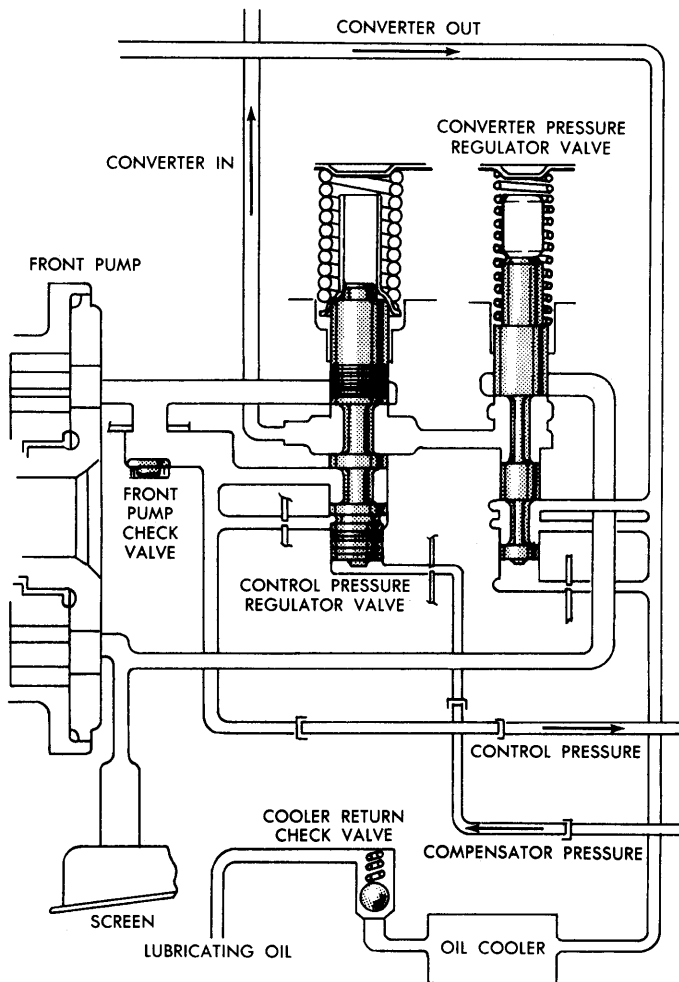 CONVERTER OUT
CONVERTER PRESSURE
REGULATOR VALVE
CONVERTER IN
FRONT PUMP
FRONT
PUMP
CHECK
VALVE
CONTROL PRESSURE
REGULATOR VALVE
CONTROL PRESSURE
COOLER RETURN
CHECK VALVE
COMPENSATOR PRESSURE
SCREEN
LUBRICATING OIL
OIL COOLER